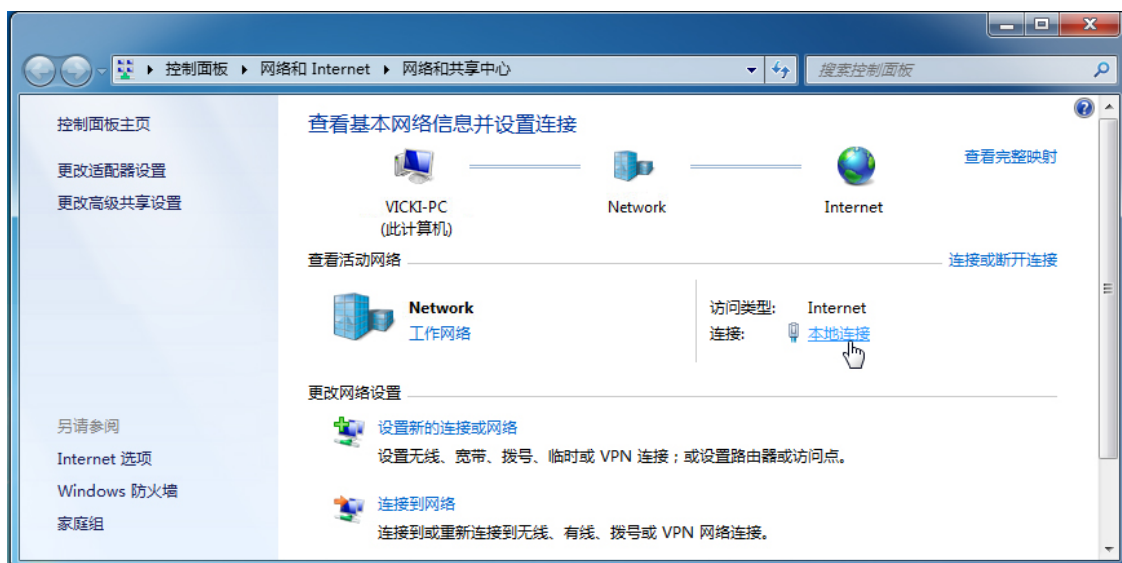 控制面板 网络和 Internet 网络和共享中心
搜索控制面板
控制面板主页
更改适配器设置
更改高级共享设置
另请参阅
Internet 选项
Windows 防火墙
家庭组
查看基本网络信息并设置连接
查看完整映射
VICKI-PC
(此计算机)
Network
Internet
查看活动网络
连接或断开连接
Network
工作网络
访问类型: Internet
连接: 本地连接
更改网络设置
设置新的连接或网络
设置无线、宽带、拨号、临时或 VPN 连接；或设置路由器或访问点。
连接到网络
连接到或重新连接到无线、有线、拨号或 VPN 网络连接。